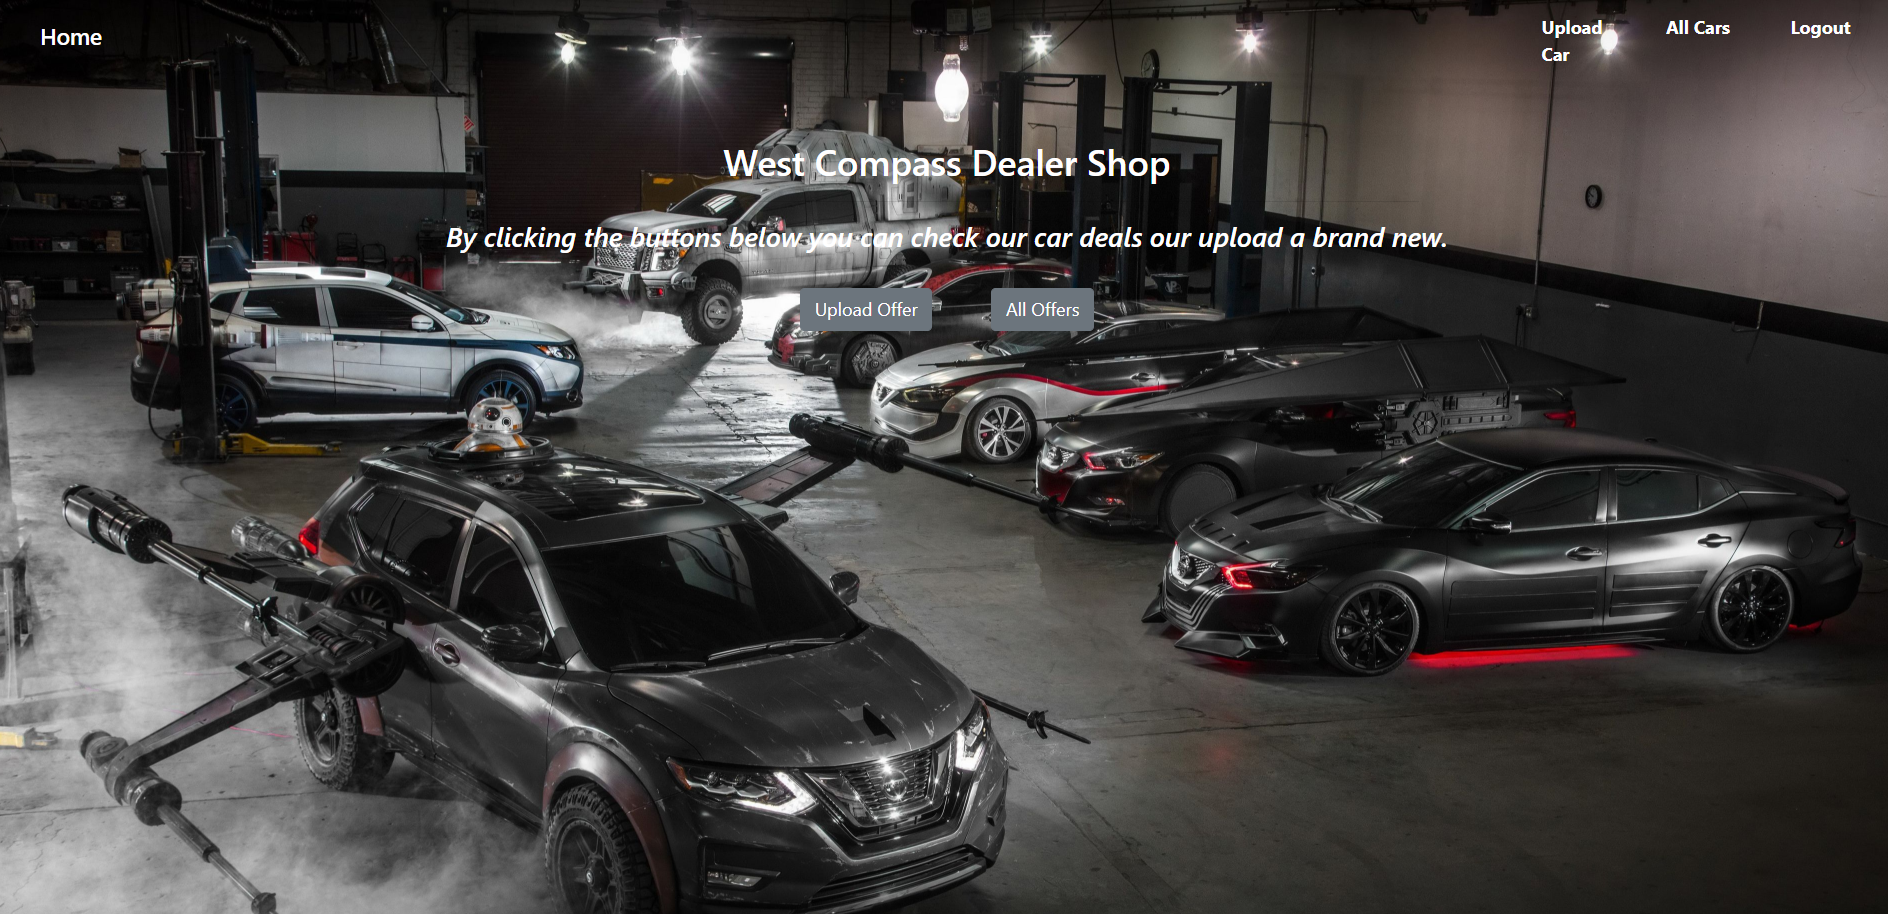 Home
Upload
Car
All Cars
Logout
West Compass Dealer Shop
By clicking the buttons below you can check our car deals our upload a brand new.
Upload Offer
All Offers